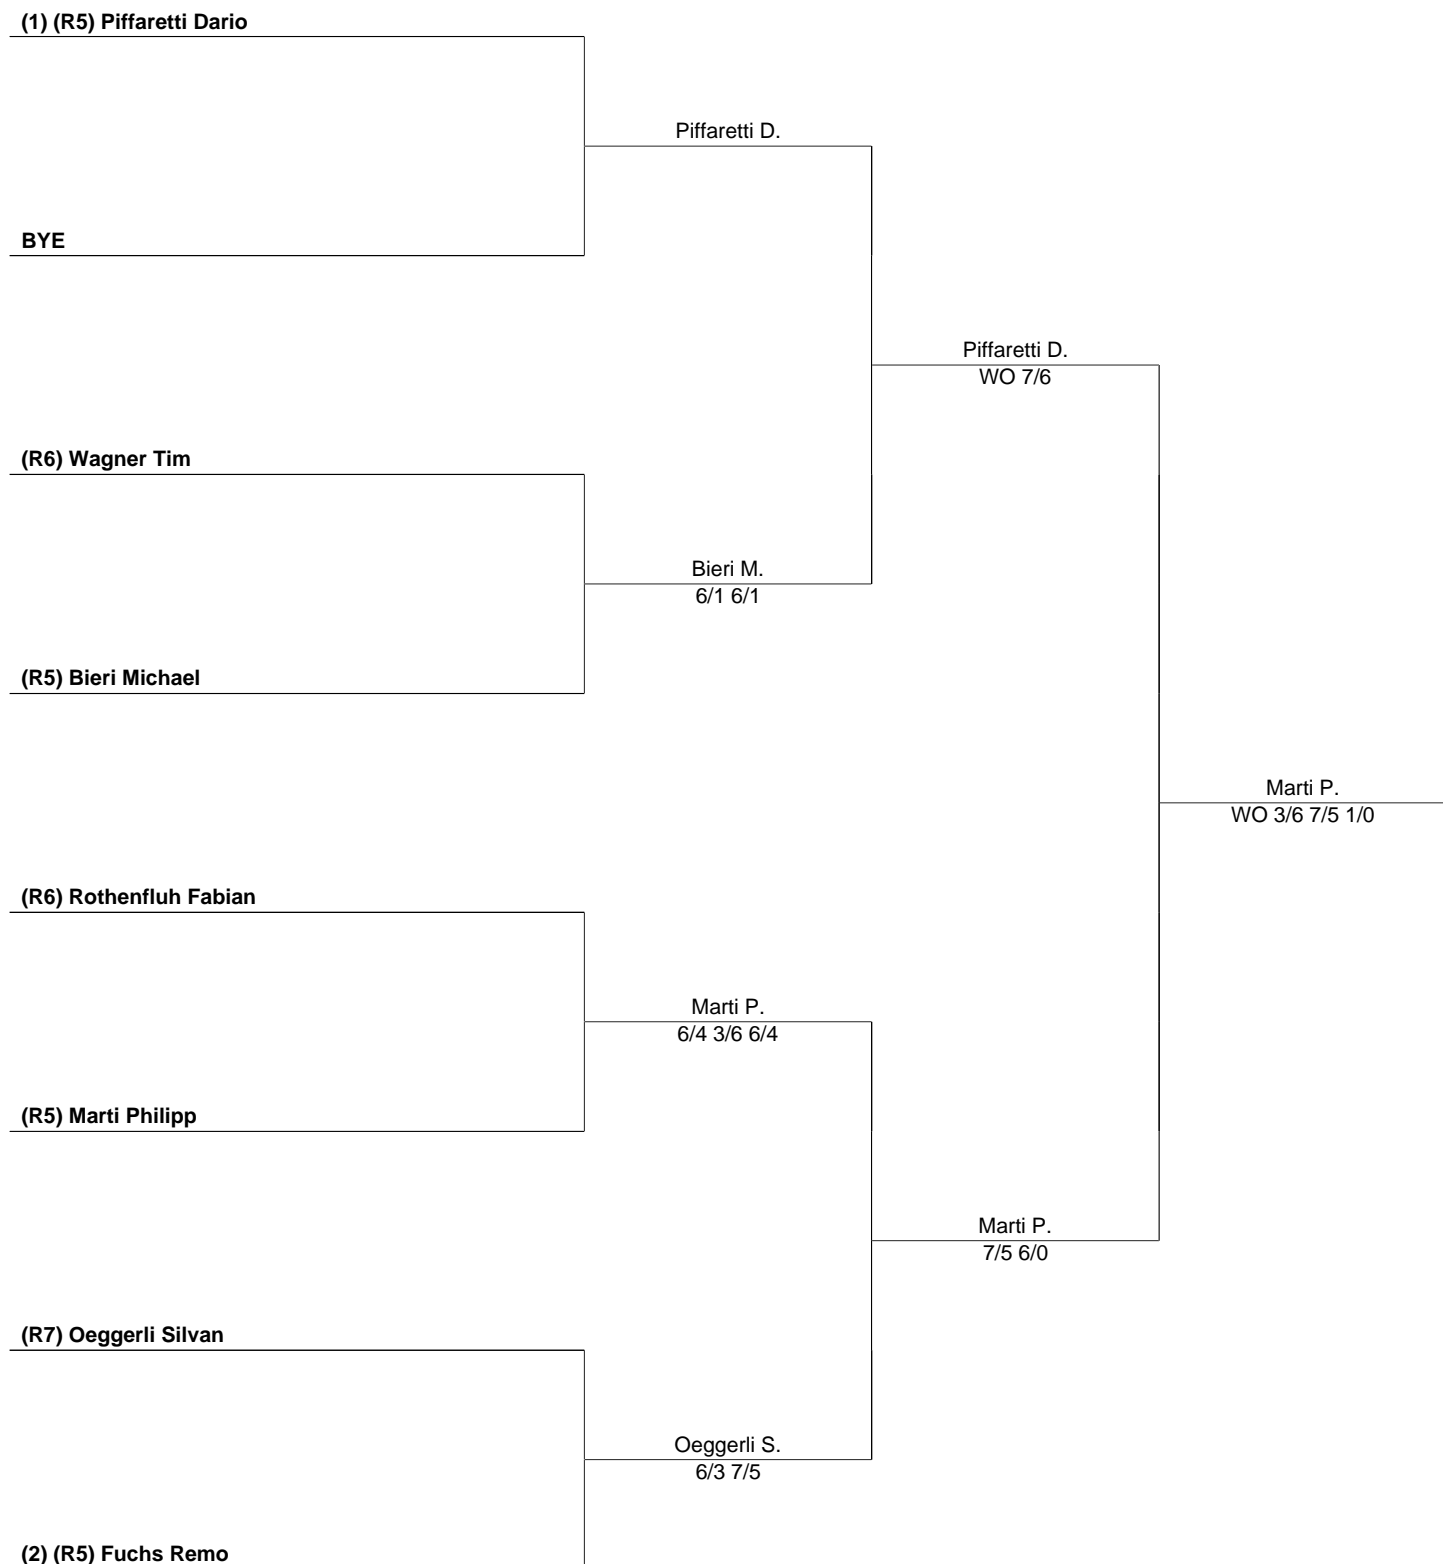 (1) (R5) Piffaretti Dario
Piffaretti D.
BYE
Piffaretti D.
WO 7/6
(R6) Wagner Tim
Bieri M.
6/1 6/1
(R5) Bieri Michael
Marti P.
WO 3/6 7/5 1/0
(R6) Rothenfluh Fabian
Marti P.
6/4 3/6 6/4
(R5) Marti Philipp
Marti P.
7/5 6/0
(R7) Oeggerli Silvan
Oeggerli S.
6/3 7/5
(2) (R5) Fuchs Remo